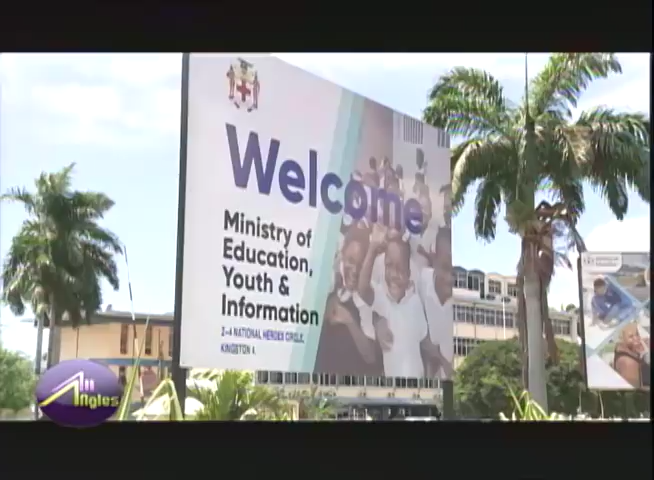 Welcome
Ministry of
Education,
Youth &
Information
2-4 NATIONAL HEROES CIRCLE,
KINGSTON 4.
All
Angles